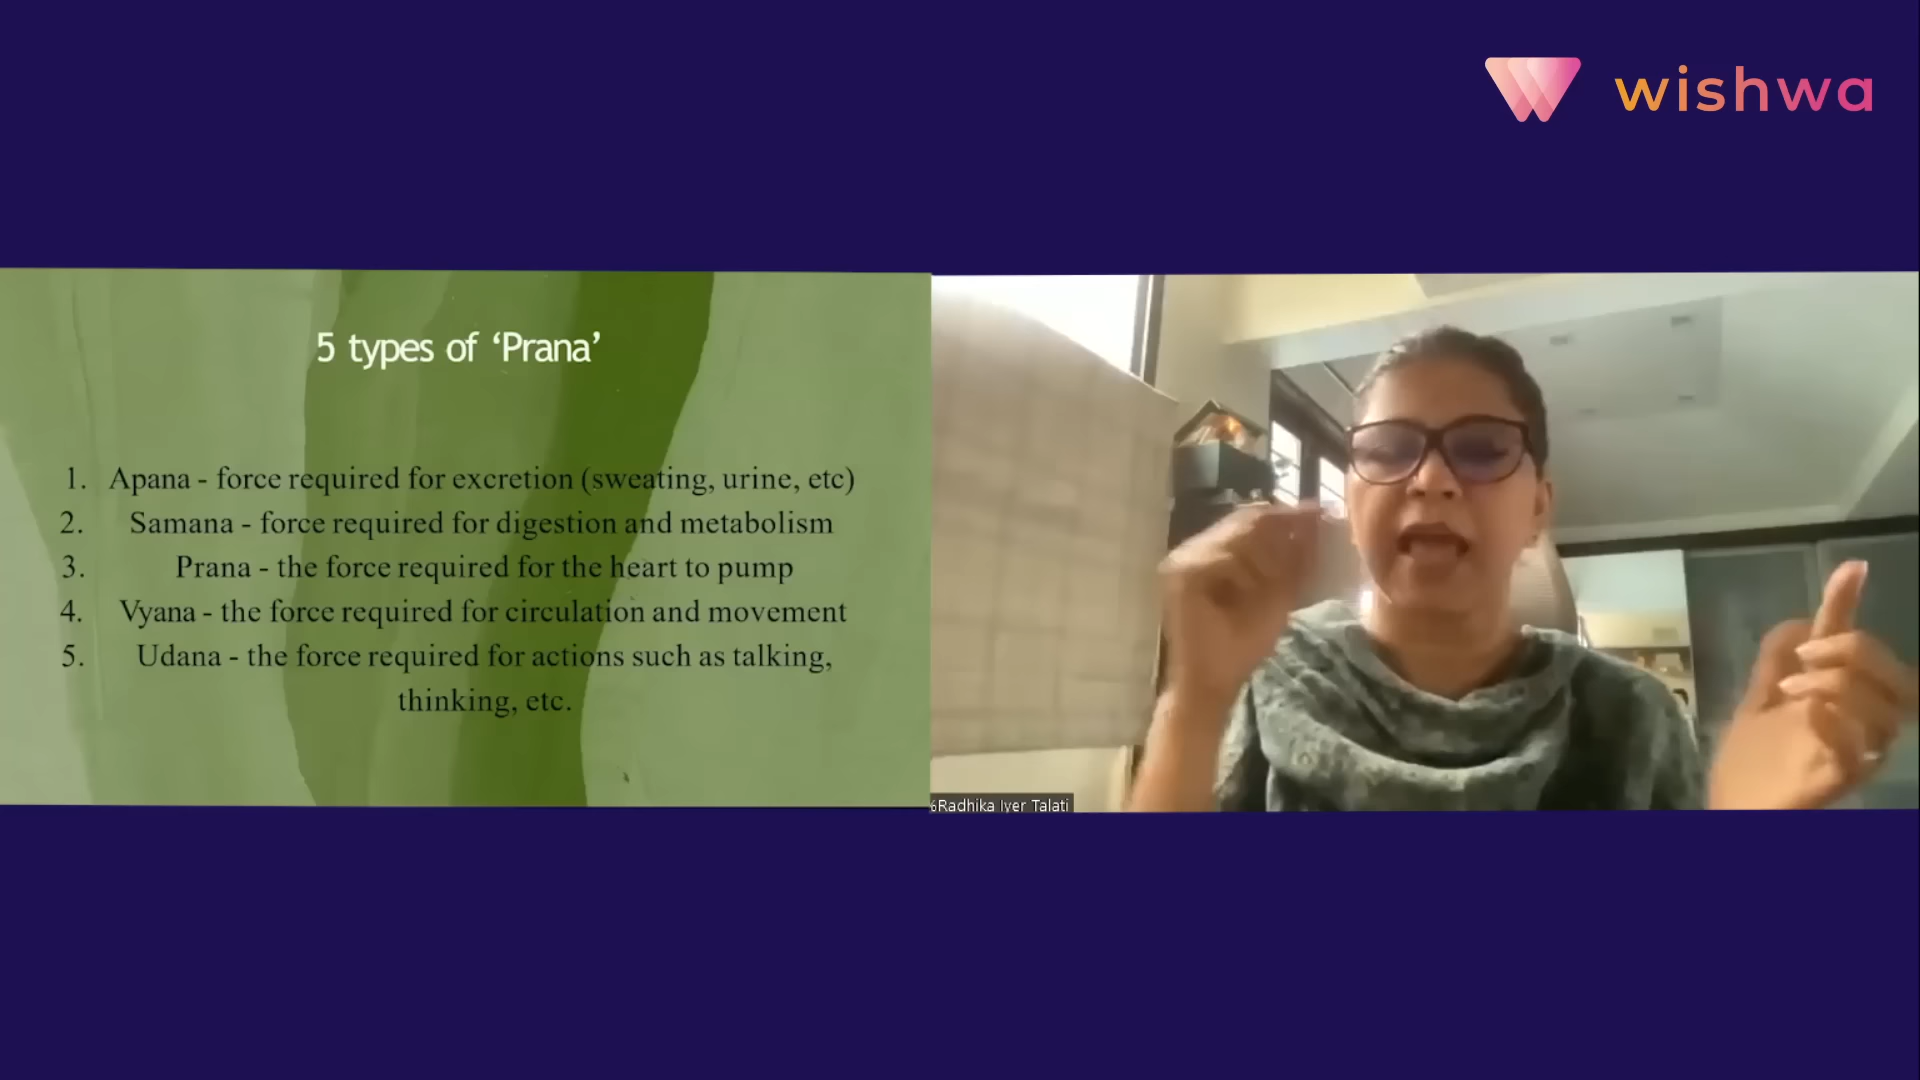 wishwa
5 types of ‘Prana’
1. Apana - force required for excretion (sweating, urine, etc)
2. Samana - force required for digestion and metabolism
3. Prana - the force required for the heart to pump
4. Vyana - the force required for circulation and movement
5. Udana - the force required for actions such as talking,
thinking, etc.
Radhika Iyer Talati